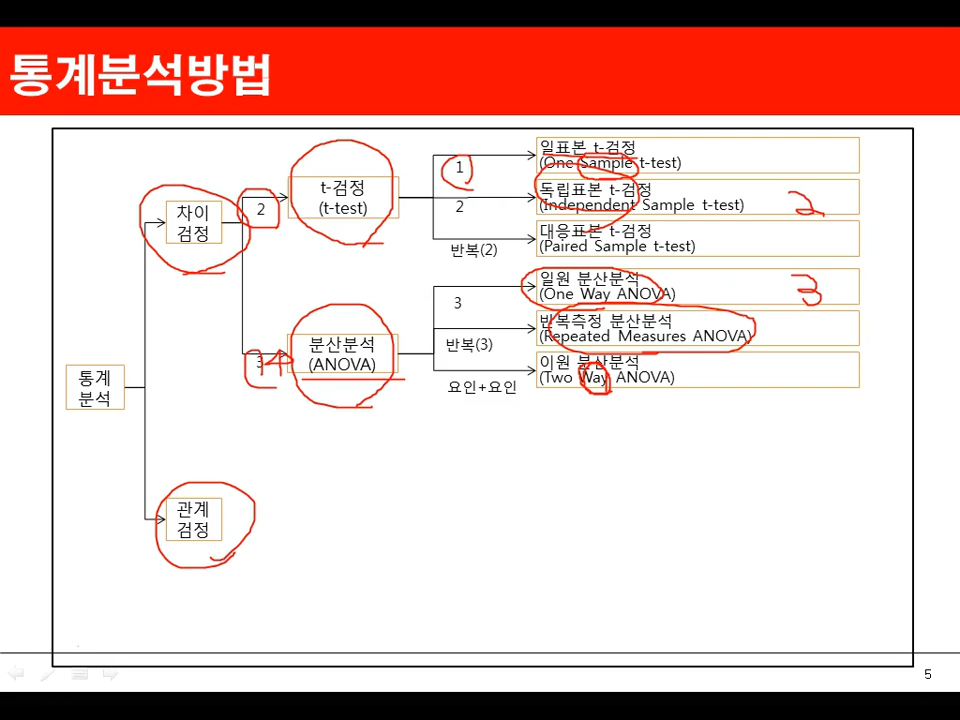 통계분석방법
통계
분석
차이
검정
2
t-검정
(t-test)
1
일표본 t-검정
(One Sample t-test)
2
독립표본 t-검정
(Independent Sample t-test)
2
반복(2)
대응표본 t-검정
(Paired Sample t-test)
3
분산분석
(ANOVA)
3
일원 분산분석
(One Way ANOVA)
3
반복(3)
반복측정 분산분석
(Repeated Measures ANOVA)
요인+요인
이원 분산분석
(Two Way ANOVA)
관계
검정
5